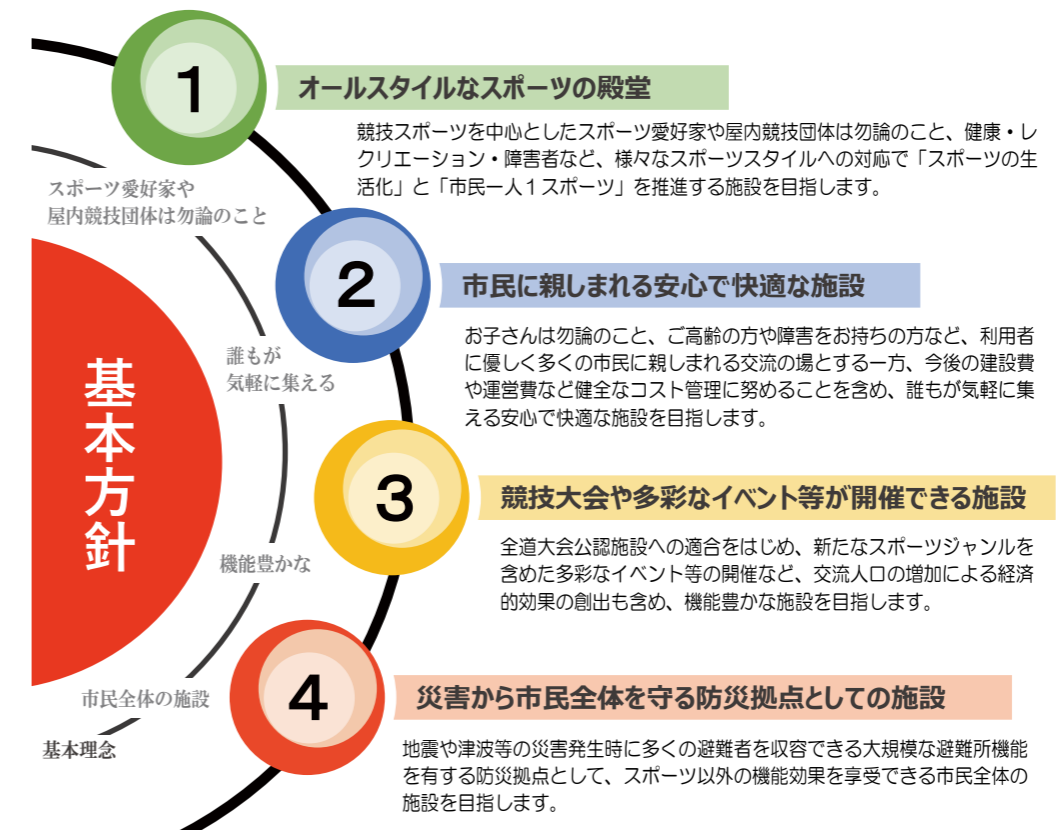 基本方針
1
オールスタイルなスポーツの殿堂
競技スポーツを中心としたスポーツ愛好家や屋内競技団体は勿論のこと、健康・レ
クリエーション・障害者など、様々なスポーツスタイルへの対応で「スポーツの生
活化」と「市民一人１スポーツ」を推進する施設を目指します。
スポーツ愛好家や
屋内競技団体は勿論のこと
2
市民に親しまれる安心で快適な施設
お子さんは勿論のこと、ご高齢の方や障害をお持ちの方など、利用者
に優しく多くの市民に親しまれる交流の場とする一方、今後の建設費
や運営費など健全なコスト管理に努めることを含め、誰もが気軽に集
える安心で快適な施設を目指します。
誰もが
気軽に集える
3
競技大会や多彩なイベント等が開催できる施設
全道大会公認施設への適合をはじめ、新たなスポーツジャンルを
含めた多彩なイベント等の開催など、交流人口の増加による経済
的効果の創出も含め、機能豊かな施設を目指します。
機能豊かな
4
災害から市民全体を守る防災拠点としての施設
地震や津波等の災害発生時に多くの避難者を収容できる大規模な避難所機能
を有する防災拠点として、スポーツ以外の機能効果を享受できる市民全体の
施設を目指します。
市民全体の施設
基本理念